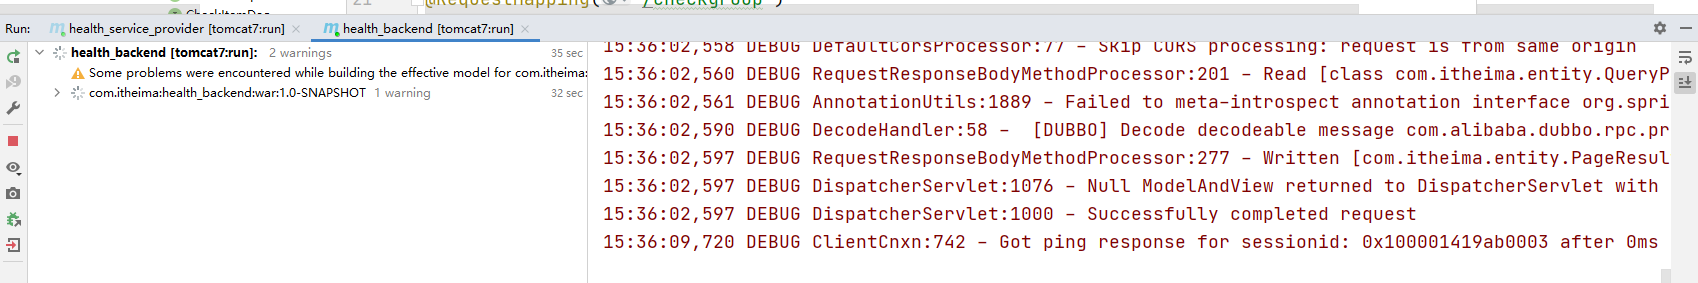 21 @RequestMapping("/checkgroup")
CheckItemDao
Run: health_service_provider [tomcat7:run] × health_backend [tomcat7:run] ×
health_backend [tomcat7:run]: 2 warnings 35 sec
Some problems were encountered while building the effective model for com.itheima:
com.itheima:health_backend:war:1.0-SNAPSHOT 1 warning 32 sec
15:36:02,558 DEBUG DefaultCorsProcessor:77 - Skip CORS processing: request is from same origin
15:36:02,560 DEBUG RequestResponseBodyMethodProcessor:201 - Read [class com.itheima.entity.QueryP
15:36:02,561 DEBUG AnnotationUtils:1889 - Failed to meta-introspect annotation interface org.spri
15:36:02,590 DEBUG DecodeHandler:58 -  [DUBBO] Decode decodeable message com.alibaba.dubbo.rpc.pr
15:36:02,597 DEBUG RequestResponseBodyMethodProcessor:277 - Written [com.itheima.entity.PageResul
15:36:02,597 DEBUG DispatcherServlet:1076 - Null ModelAndView returned to DispatcherServlet with
15:36:02,597 DEBUG DispatcherServlet:1000 - Successfully completed request
15:36:09,720 DEBUG ClientCnxn:742 - Got ping response for sessionid: 0x100001419ab0003 after 0ms